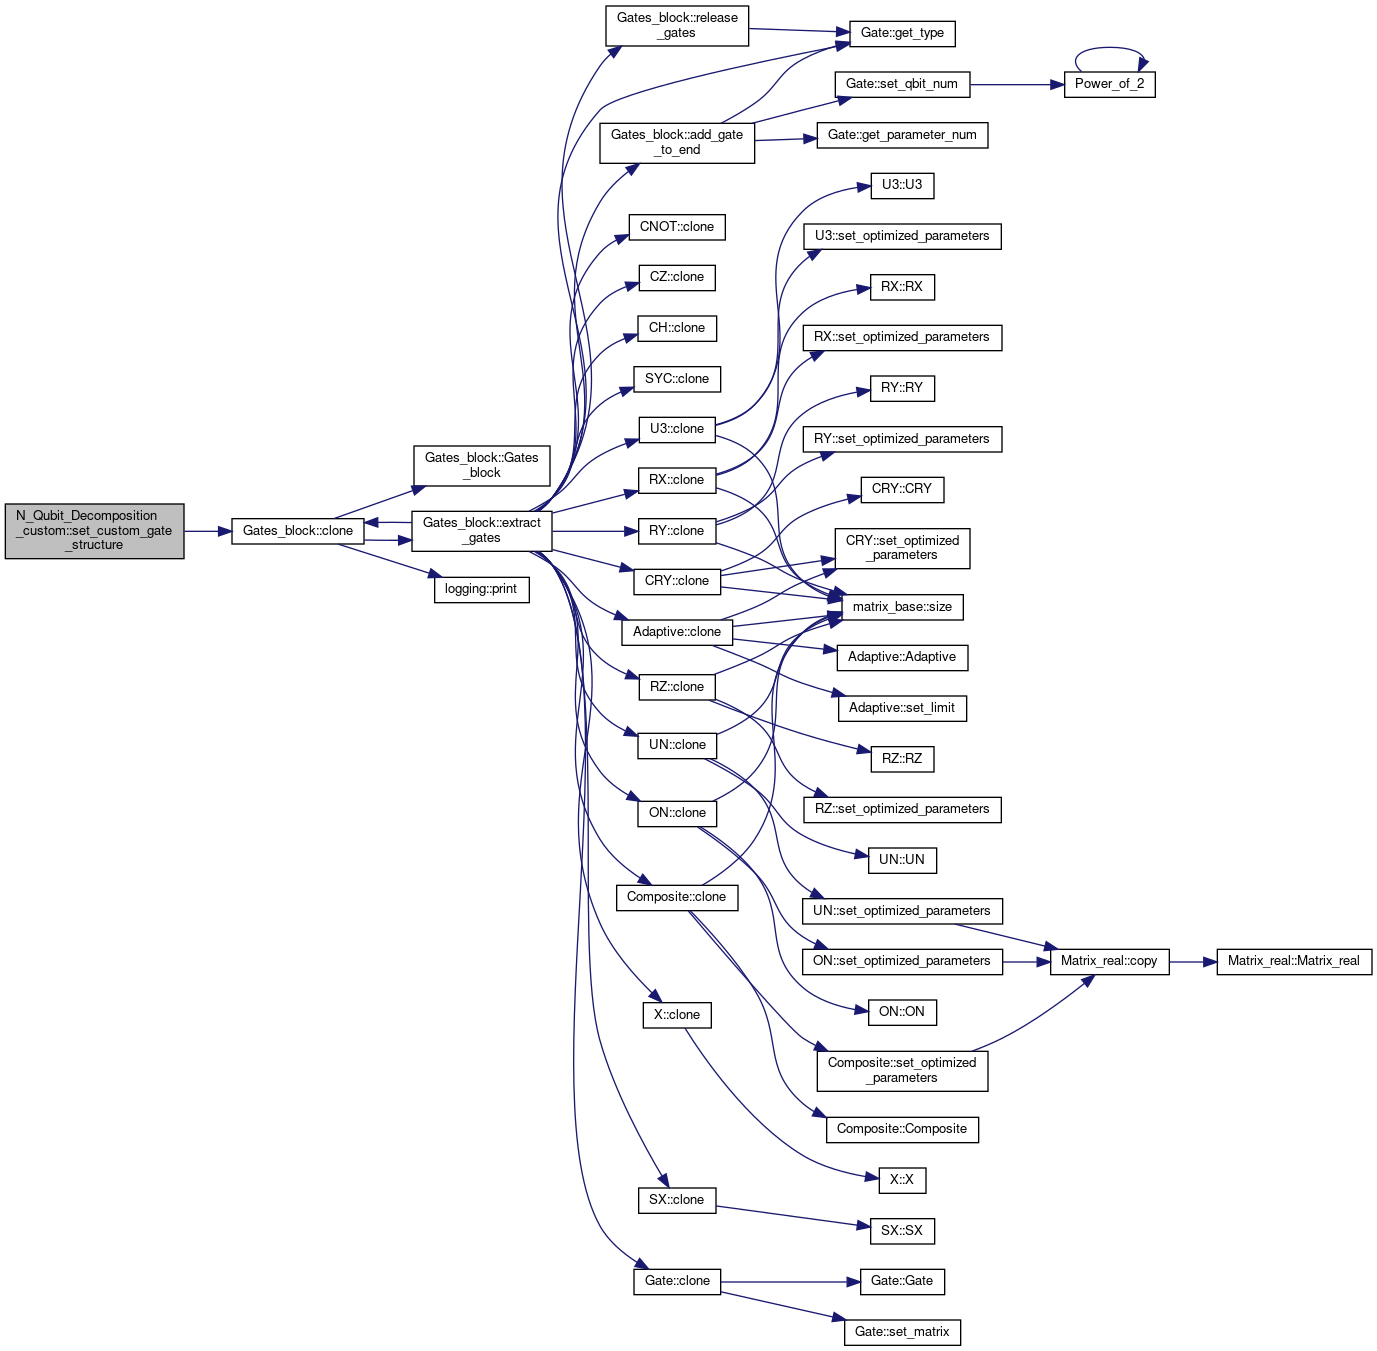 N_Qubit_Decomposition
_custom::set_custom_gate
_structure
Gates_block::clone
Gates_block::Gates
_block
Gates_block::extract
_gates
logging::print
Gates_block::release
_gates
Gates_block::add_gate
_to_end
CNOT::clone
CZ::clone
CH::clone
SYC::clone
U3::clone
RX::clone
RY::clone
CRY::clone
Adaptive::clone
RZ::clone
UN::clone
ON::clone
Composite::clone
X::clone
SX::clone
Gate::clone
Gate::get_type
Gate::set_qbit_num
Gate::get_parameter_num
U3::U3
U3::set_optimized_parameters
RX::RX
RX::set_optimized_parameters
RY::RY
RY::set_optimized_parameters
CRY::CRY
CRY::set_optimized
_parameters
matrix_base::size
Adaptive::Adaptive
Adaptive::set_limit
RZ::RZ
RZ::set_optimized_parameters
UN::UN
UN::set_optimized_parameters
ON::set_optimized_parameters
ON::ON
Composite::set_optimized
_parameters
Composite::Composite
X::X
SX::SX
Gate::Gate
Gate::set_matrix
Power_of_2
Matrix_real::copy
Matrix_real::Matrix_real